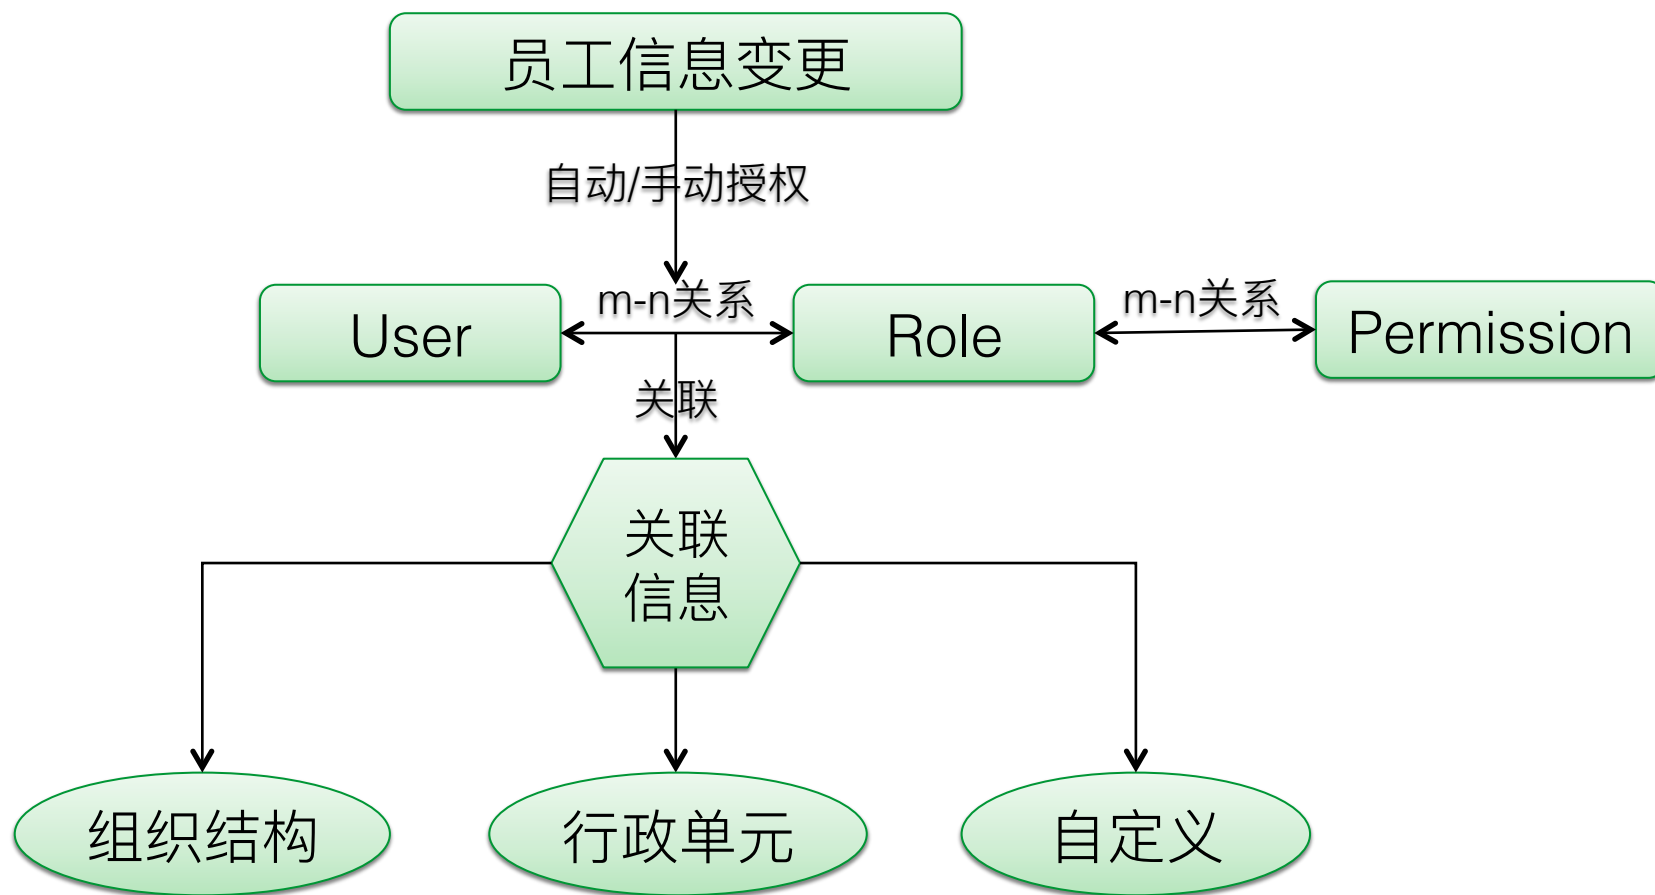 员工信息变更
自动/手动授权
m-n关系
m-n关系
User
Role
Permission
关联
关联
信息
组织结构
行政单元
自定义